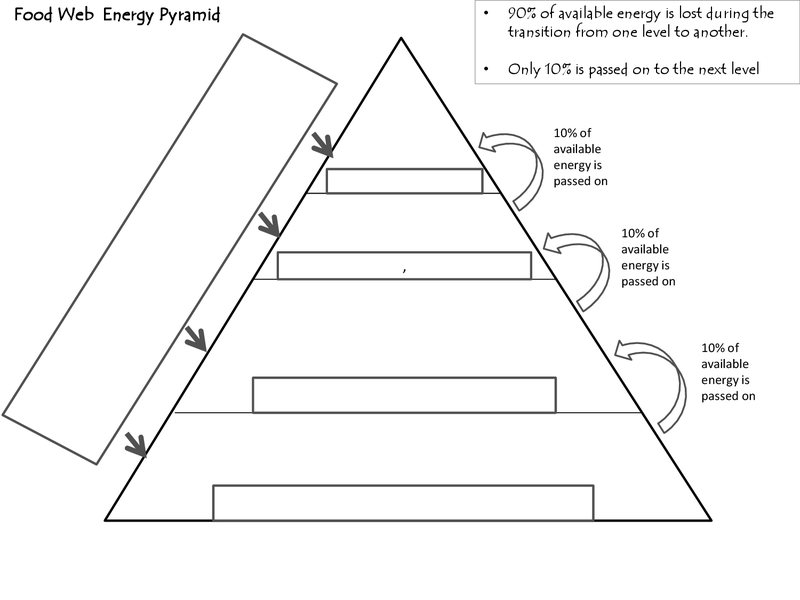 Food Web Energy Pyramid
• 90% of available energy is lost during the
transition from one level to another.
• Only 10% is passed on to the next level
10% of
available
energy is
passed on
10% of
available
energy is
passed on
,
10% of
available
energy is
passed on